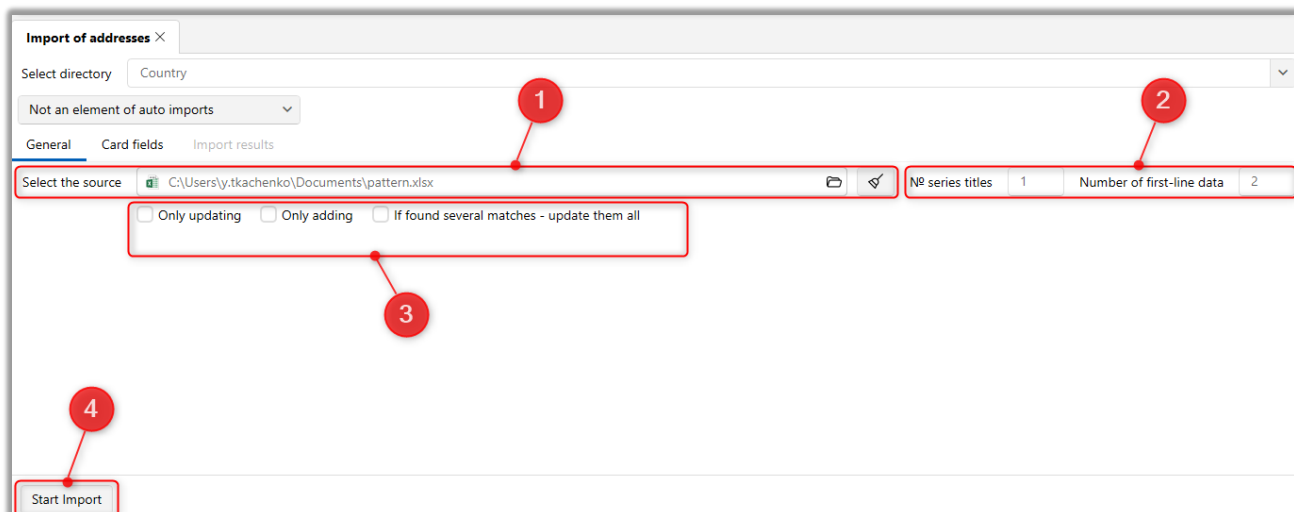 Import of addresses
Select directory Country
Not an element of auto imports
1
2
General Card fields Import results
Select the source C:\Users\y.tkachenko\Documents\pattern.xlsx № series titles 1 Number of first-line data 2
Only updating Only adding If found several matches - update them all
3
4
Start Import